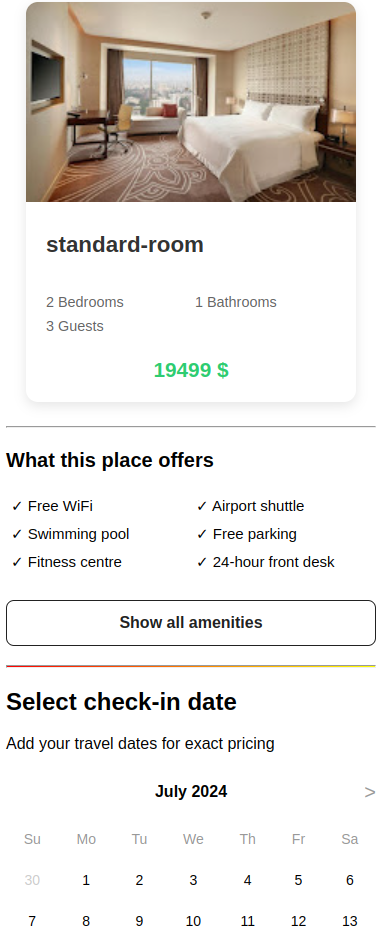 standard-room
2 Bedrooms 1 Bathrooms
3 Guests
19499 $
What this place offers
✓ Free WiFi ✓ Airport shuttle
✓ Swimming pool ✓ Free parking
✓ Fitness centre ✓ 24-hour front desk
Show all amenities
Select check-in date
Add your travel dates for exact pricing
July 2024 >
Su Mo Tu We Th Fr Sa
30 1 2 3 4 5 6
7 8 9 10 11 12 13